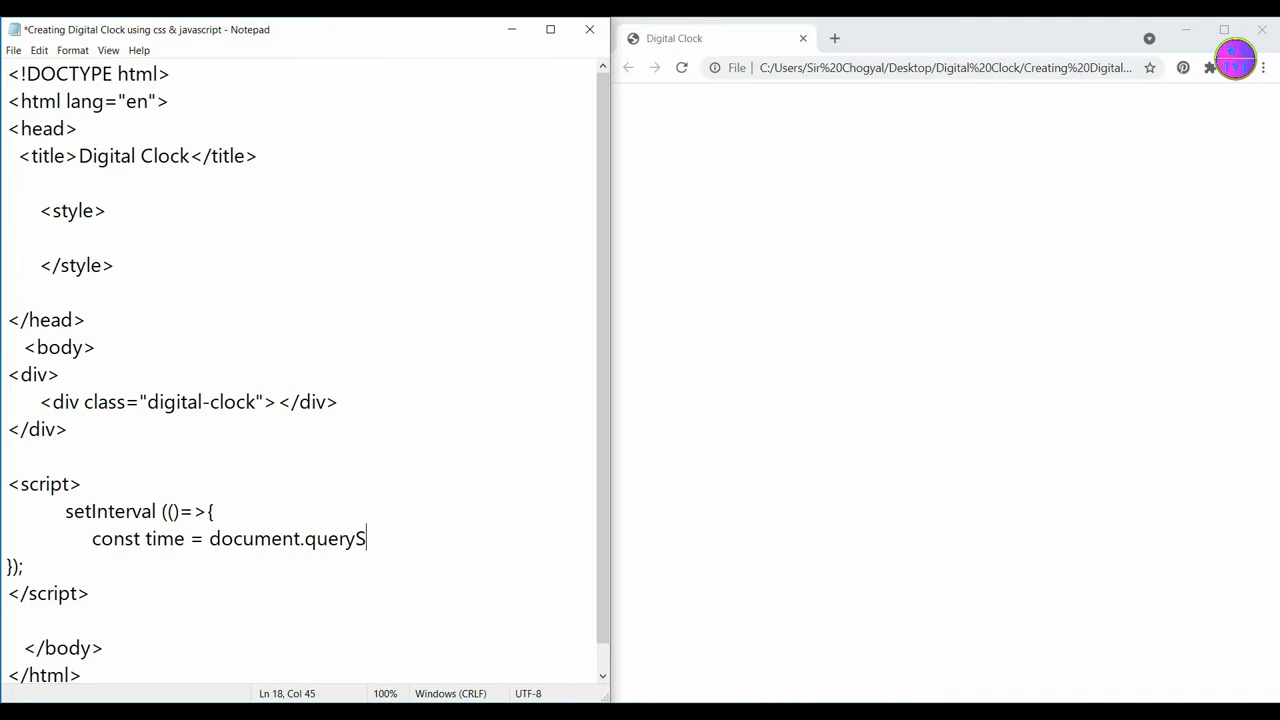 *Creating Digital Clock using css & javascript - Notepad
File Edit Format View Help
<!DOCTYPE html>
<html lang="en">
<head>
<title>Digital Clock</title>
<style>
</style>
</head>
<body>
<div>
<div class="digital-clock"> </div>
</div>
<script>
setInterval (()=>{
const time = document.queryS
});
</script>
</body>
</html>
Ln 18, Col 45 100% Windows (CRLF) UTF-8
Digital Clock
File C:/Users/Sir%20Chogyal/Desktop/Digital%20Clock/Creating%20Digital...